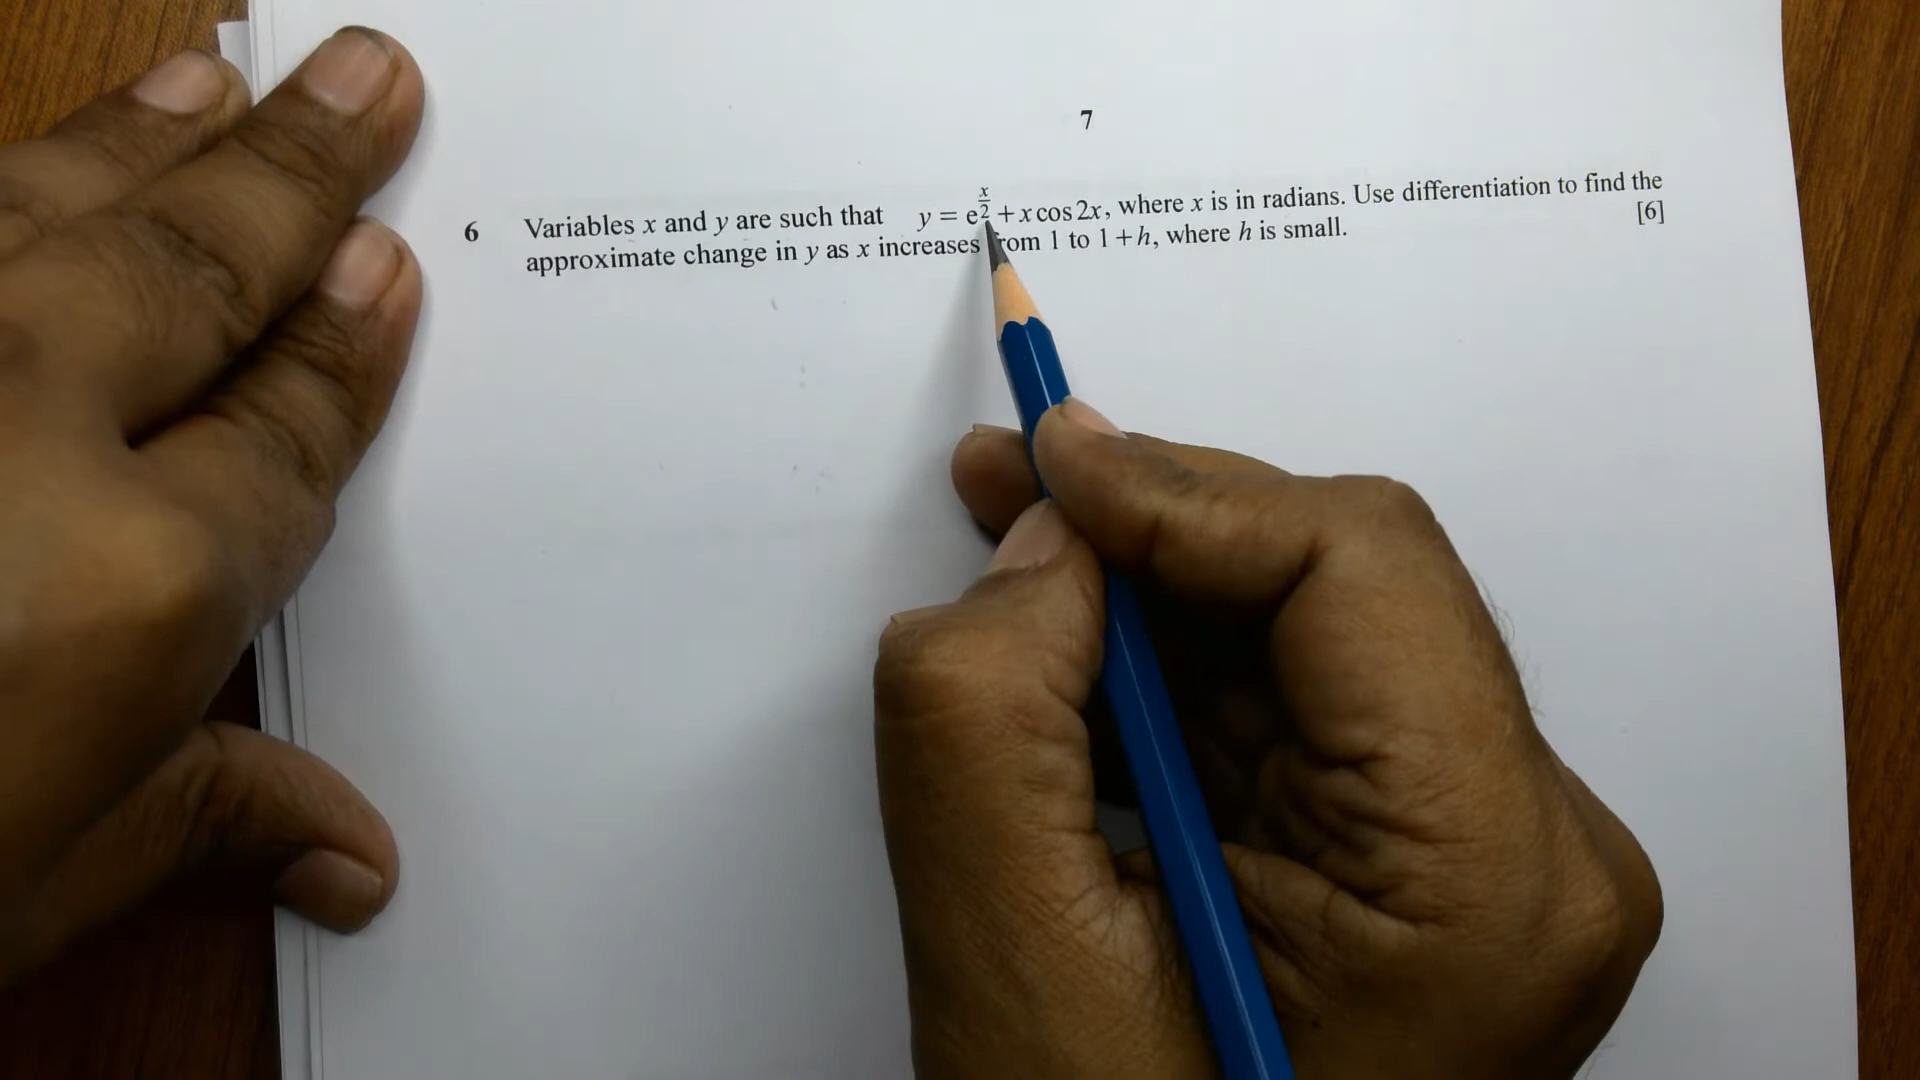 7
6 Variables x and y are such that y = e^{x/2} + x cos 2x, where x is in radians. Use differentiation to find the
approximate change in y as x increases from 1 to 1 + h, where h is small. [6]